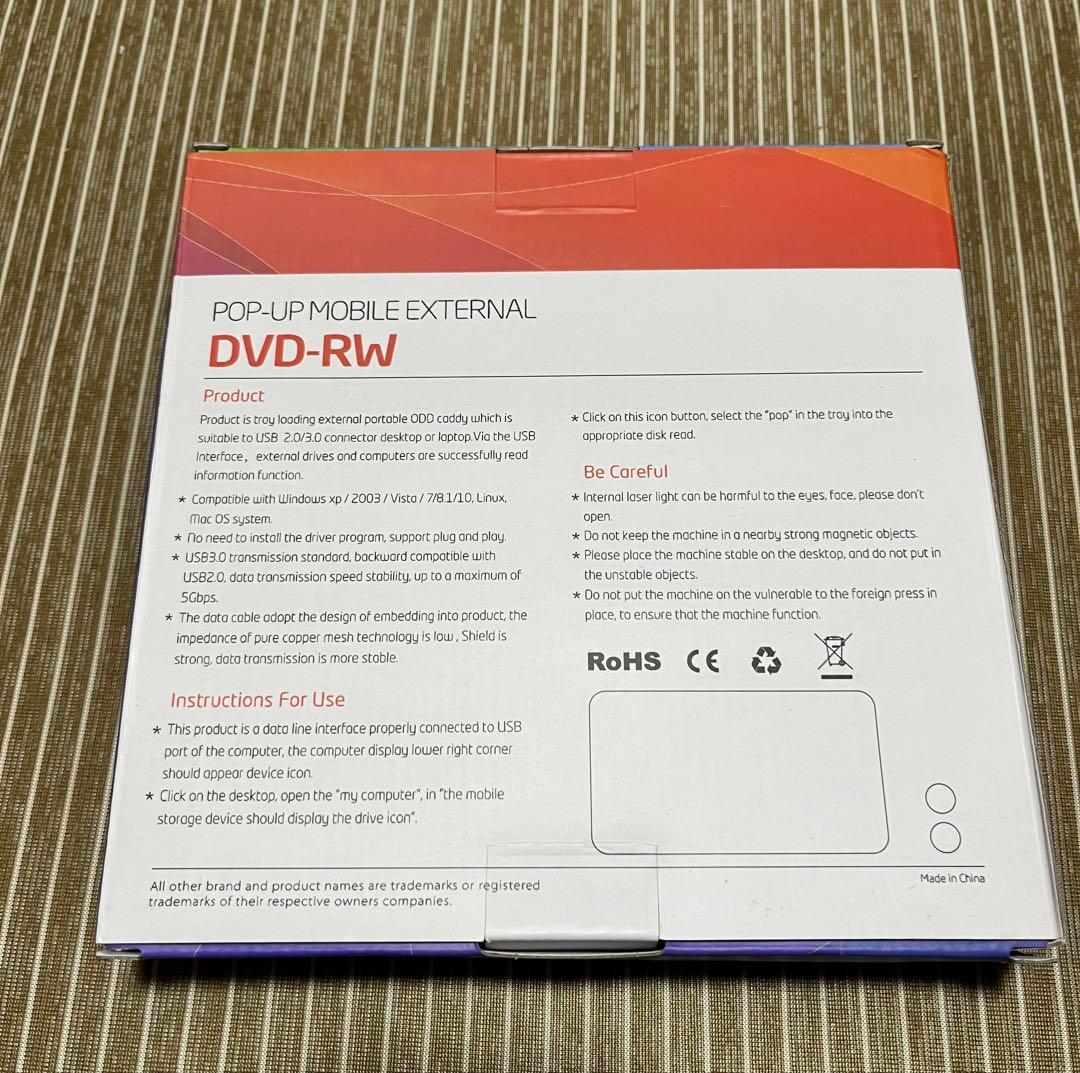 POP-UP MOBILE EXTERNAL
DVD-RW
Product
Product is tray loading external portable ODD caddy which is
suitable to USB 2.0/3.0 connector desktop or laptop.Via the USB
Interface, external drives and computers are successfully read
information function.
* Compatible with Windows xp / 2003 / Vista / 7/8.1/10, Linux,
Mac OS system.
* No need to install the driver program, support plug and play.
* USB3.0 transmission standard, backward compatible with
USB2.0, data transmission speed stability, up to a maximum of
5Gbps.
* The data cable adopt the design of embedding into product, the
impedance of pure copper mesh technology is low , Shield is
strong, data transmission is more stable.
Instructions For Use
* This product is a data line interface properly connected to USB
port of the computer, the computer display lower right corner
should appear device icon.
* Click on the desktop, open the "my computer", in "the mobile
storage device should display the drive icon".
* Click on this icon button, select the "pop" in the tray into the
appropriate disk read.
Be Careful
* Internal laser light can be harmful to the eyes, face, please don't
open.
* Do not keep the machine in a nearby strong magnetic objects.
* Please place the machine stable on the desktop, and do not put in
the unstable objects.
* Do not put the machine on the vulnerable to the foreign press in
place, to ensure that the machine function.
RoHS CE
Made in China
All other brand and product names are trademarks or registered
trademarks of their respective owners companies.